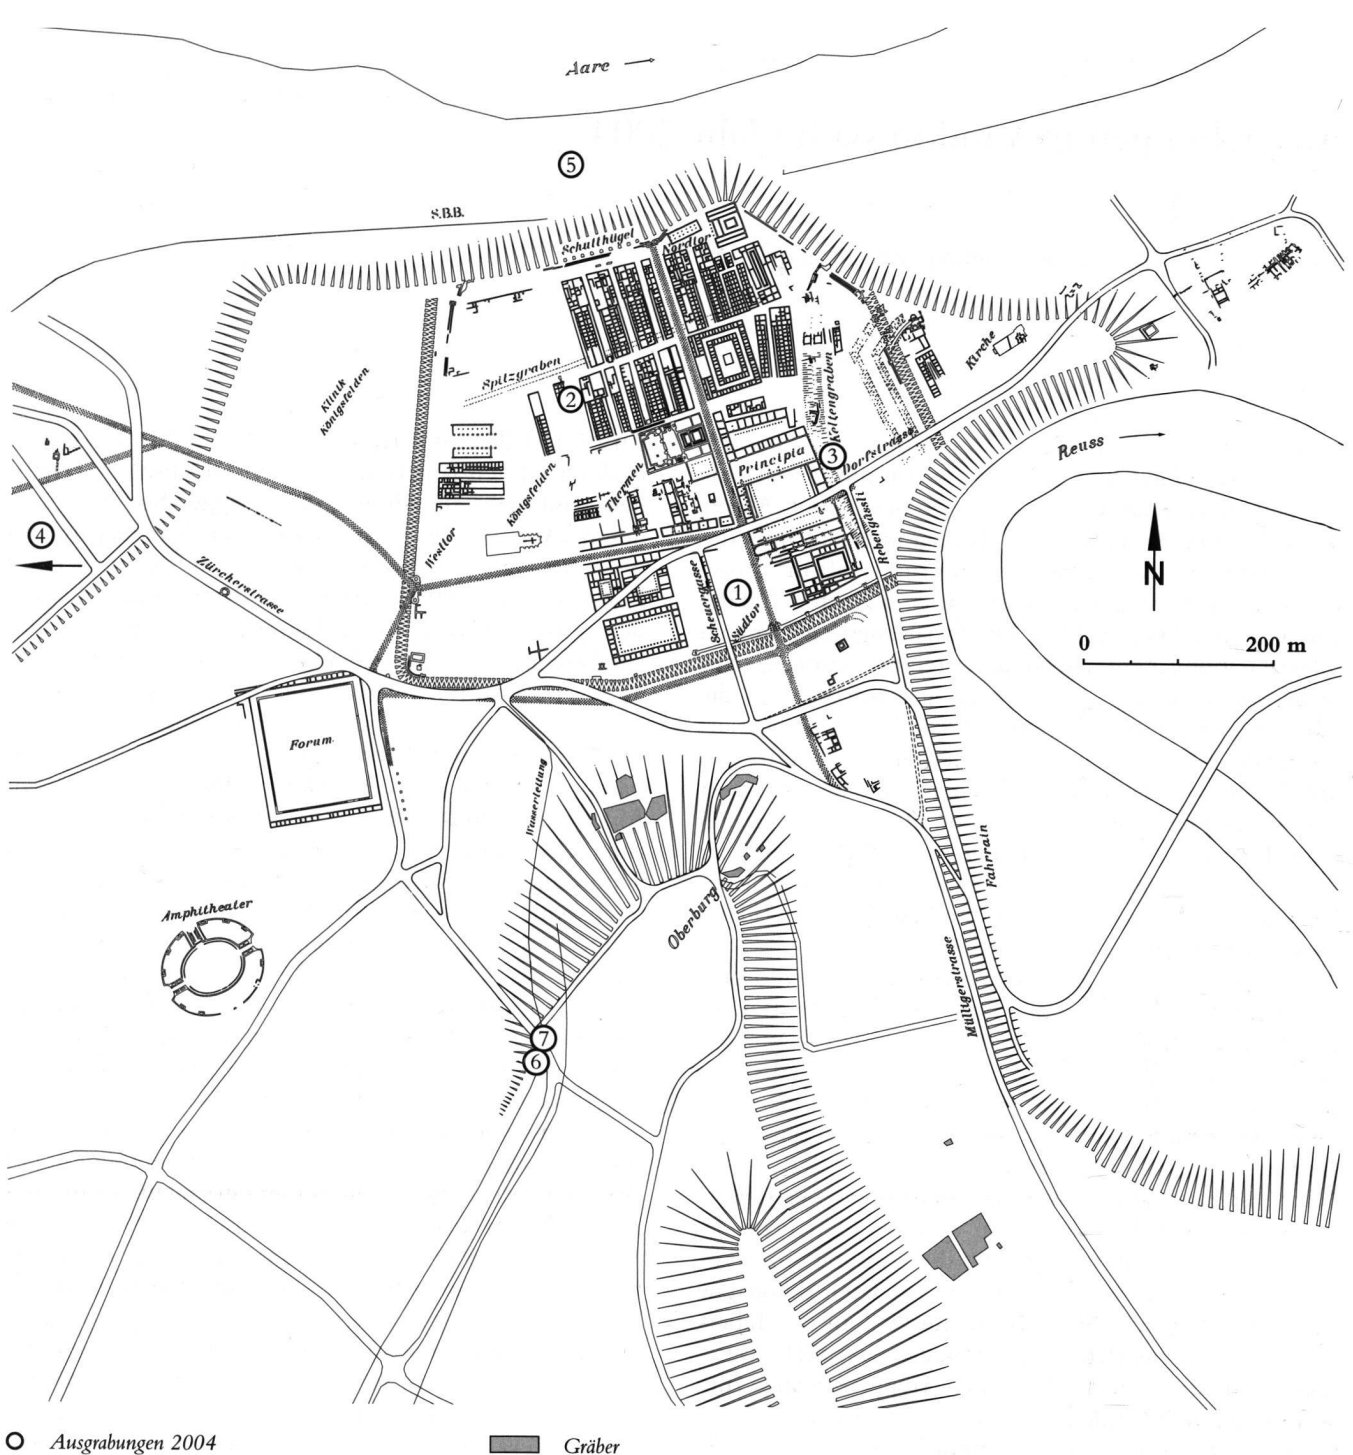 Aare
5
S.B.B.
Schutthügel
Nordtor
Klinik
Königsfelden
Spitzgraben
2
Keltengraben
Kirche
Reuss
Principia
3
Dorfstrasse
Thermen
Königsfelden
Westtor
4
Rebengässli
N
Zürcherstrasse
1
Scheuergasse
Südtor
0 200 m
Forum
Wasserleitung
Fahrrain
Amphitheater
Oberburg
Mülligerstrasse
7
6
Ausgrabungen 2004
Gräber